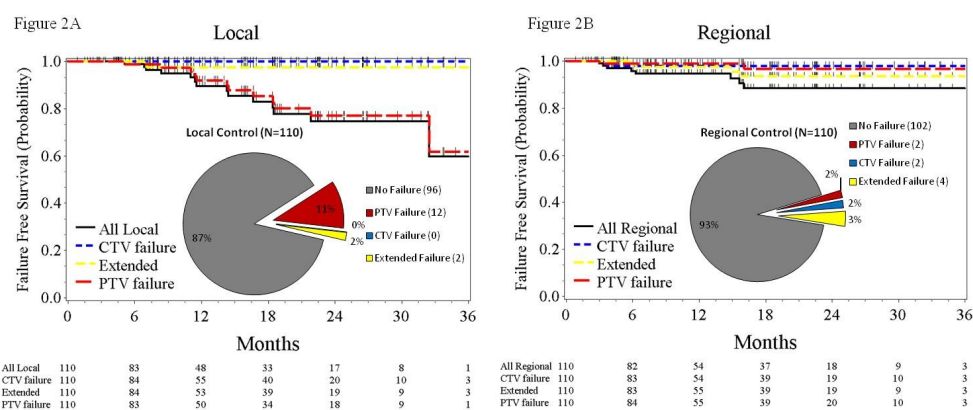 Figure 2A
Local
Failure Free Survival (Probability)
1.0
0.8
0.6
0.4
0.2
0.0
Local Control (N=110)
No Failure (96)
PTV Failure (12)
CTV Failure (0)
Extended Failure (2)
87%
11%
0%
2%
All Local
CTV failure
Extended
PTV failure
0 6 12 18 24 30 36
Months
All Local 110 83 48 33 17 8 1
CTV failure 110 84 55 40 20 10 3
Extended 110 84 53 39 19 9 3
PTV failure 110 83 50 34 18 9 1
Figure 2B
Regional
Failure Free Survival (Probability)
1.0
0.8
0.6
0.4
0.2
0.0
Regional Control (N=110)
No Failure (102)
PTV Failure (2)
CTV Failure (2)
Extended Failure (4)
93%
2%
2%
3%
All Regional
CTV failure
Extended
PTV failure
0 6 12 18 24 30 36
Months
All Regional 110 82 54 37 18 9 3
CTV failure 110 83 54 39 19 10 3
Extended 110 83 55 39 19 9 3
PTV failure 110 84 55 39 20 10 3